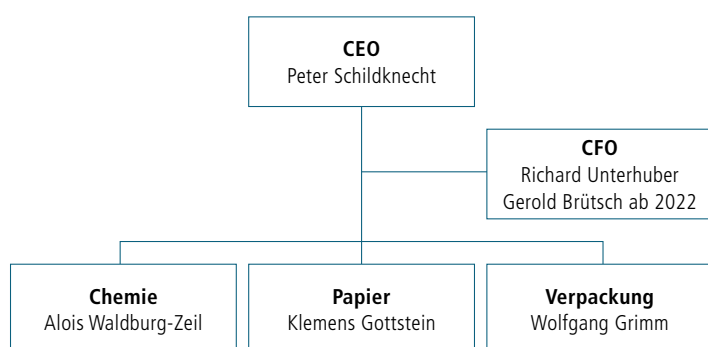 CEO
Peter Schildknecht
CFO
Richard Unterhuber
Gerold Brütsch ab 2022
Chemie
Alois Waldburg-Zeil
Papier
Klemens Gottstein
Verpackung
Wolfgang Grimm